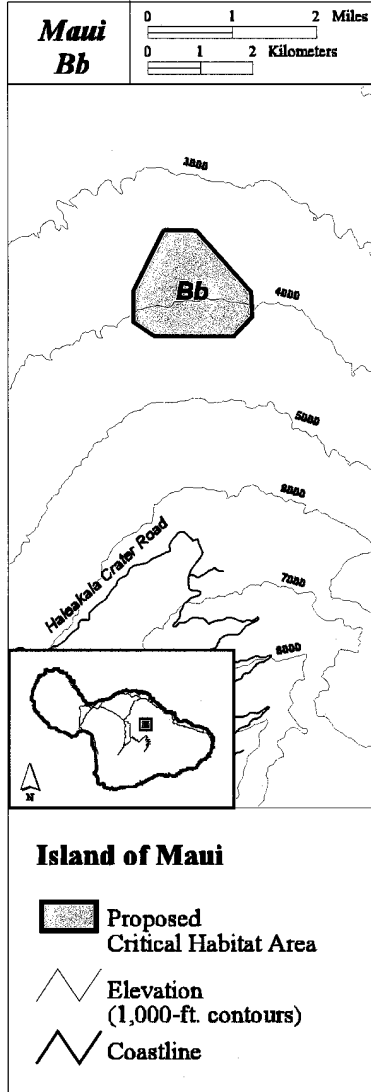 Maui
Bb
0 1 2 Miles
0 1 2 Kilometers
3000
Bb
4000
5000
6000
Haleakala Crater Road
7000
8000
N
Island of Maui
Proposed
Critical Habitat Area
Elevation
(1,000-ft. contours)
Coastline